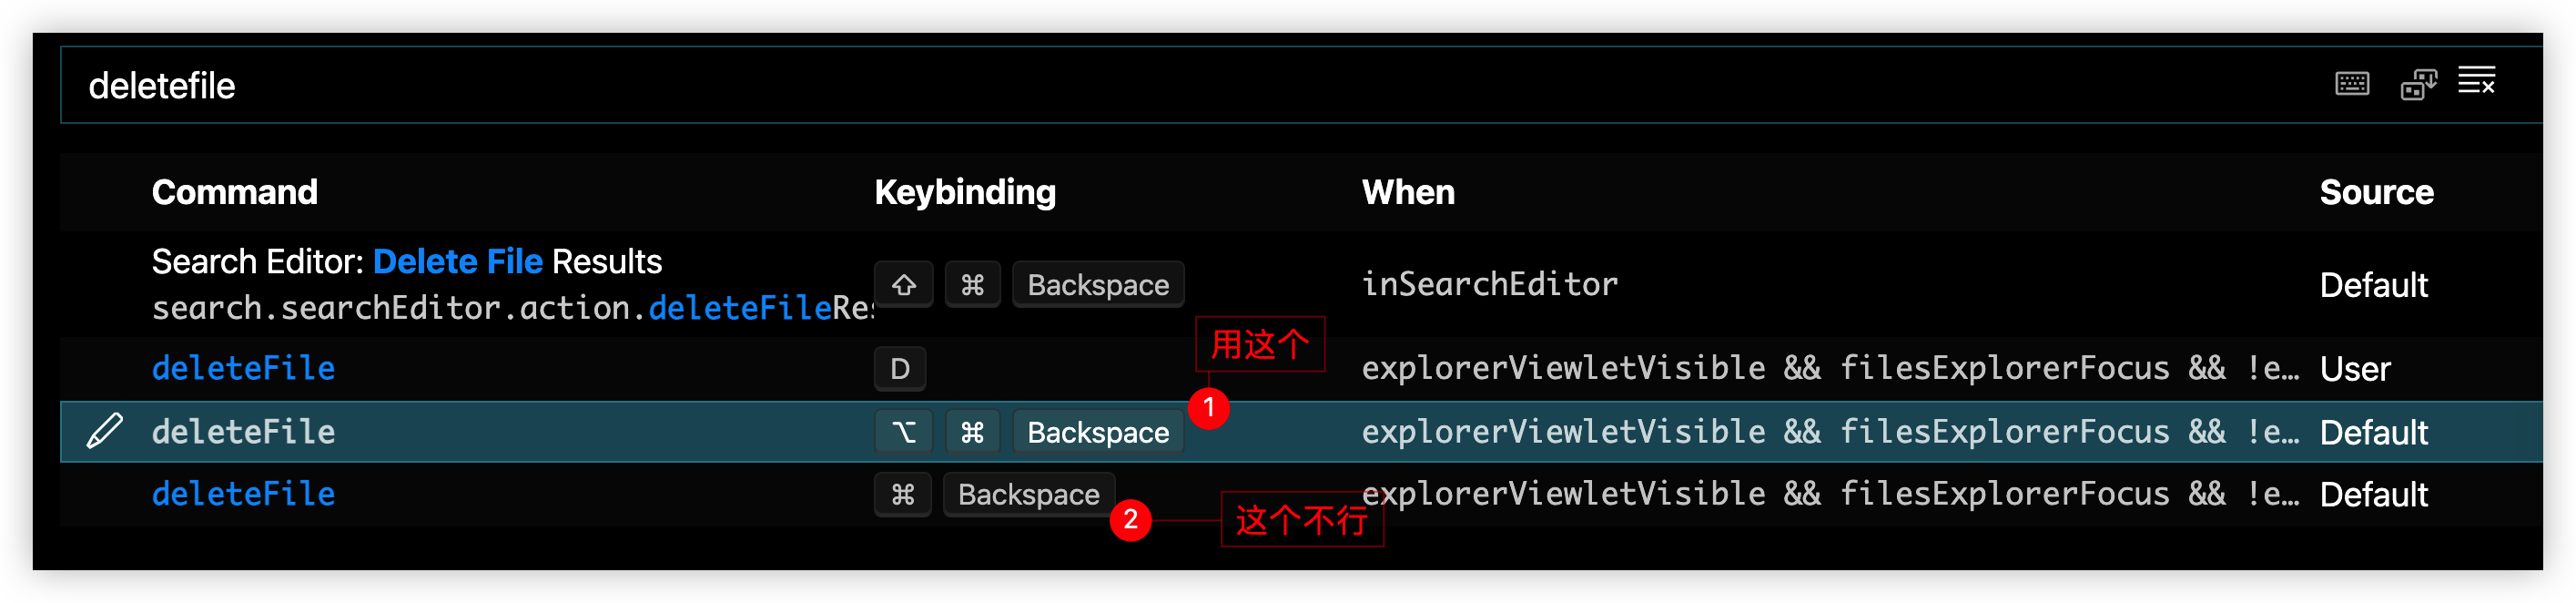 deletefile
Command Keybinding When Source
Search Editor: Delete File Results
search.searchEditor.action.deleteFileRes
⇧ ⌘ Backspace inSearchEditor Default
用这个
deleteFile D explorerViewletVisible && filesExplorerFocus && !e… User
1
deleteFile ⌥ ⌘ Backspace explorerViewletVisible && filesExplorerFocus && !e… Default
deleteFile ⌘ Backspace explorerViewletVisible && filesExplorerFocus && !e… Default
2 这个不行